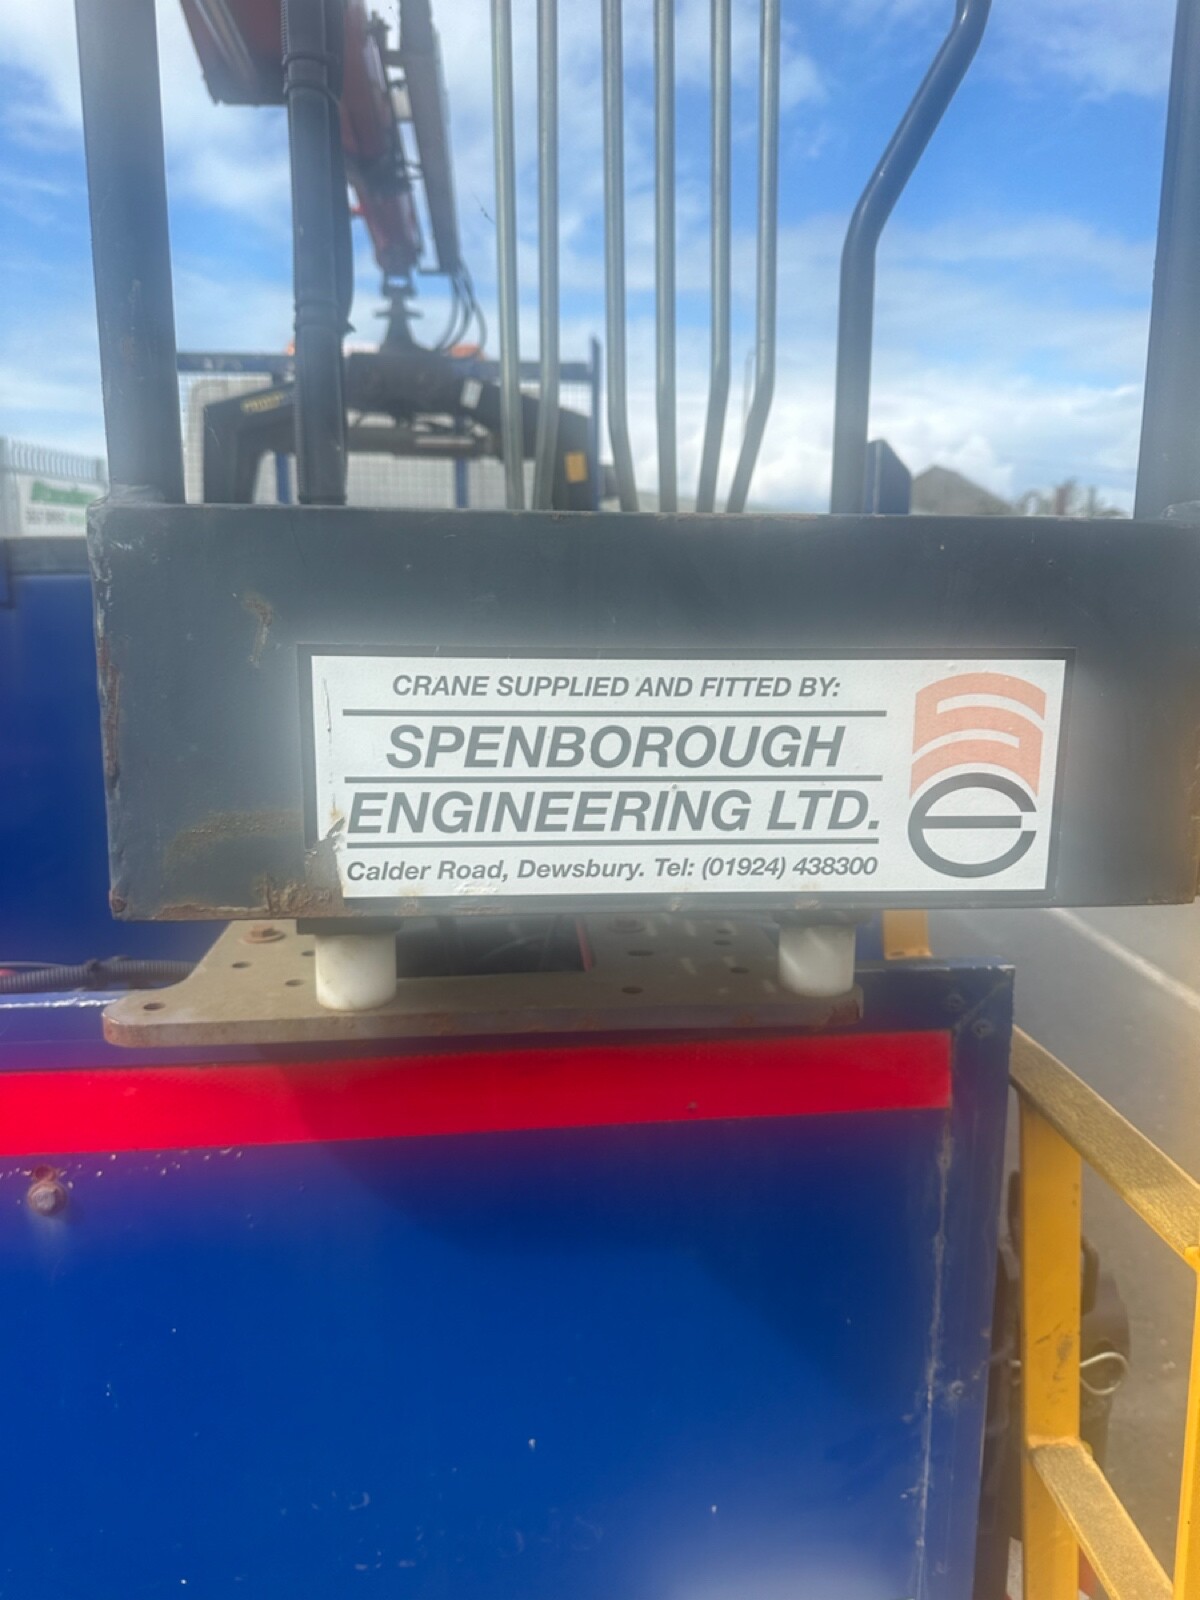 CRANE SUPPLIED AND FITTED BY:
SPENBOROUGH
ENGINEERING LTD.
Calder Road, Dewsbury. Tel: (01924) 438300